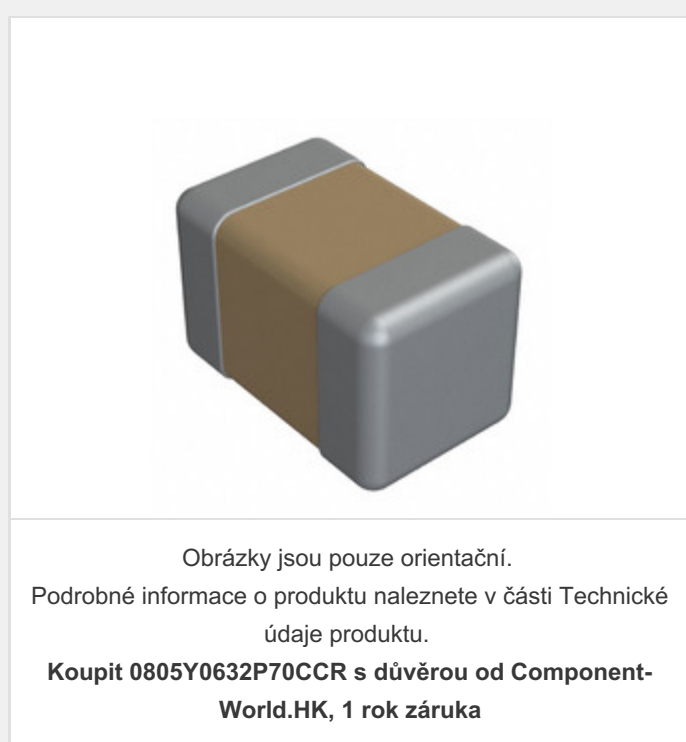 Obrázky jsou pouze orientační.
Podrobné informace o produktu naleznete v části Technické
údaje produktu.
Koupit 0805Y0632P70CCR s důvěrou od Component-
World.HK, 1 rok záruka